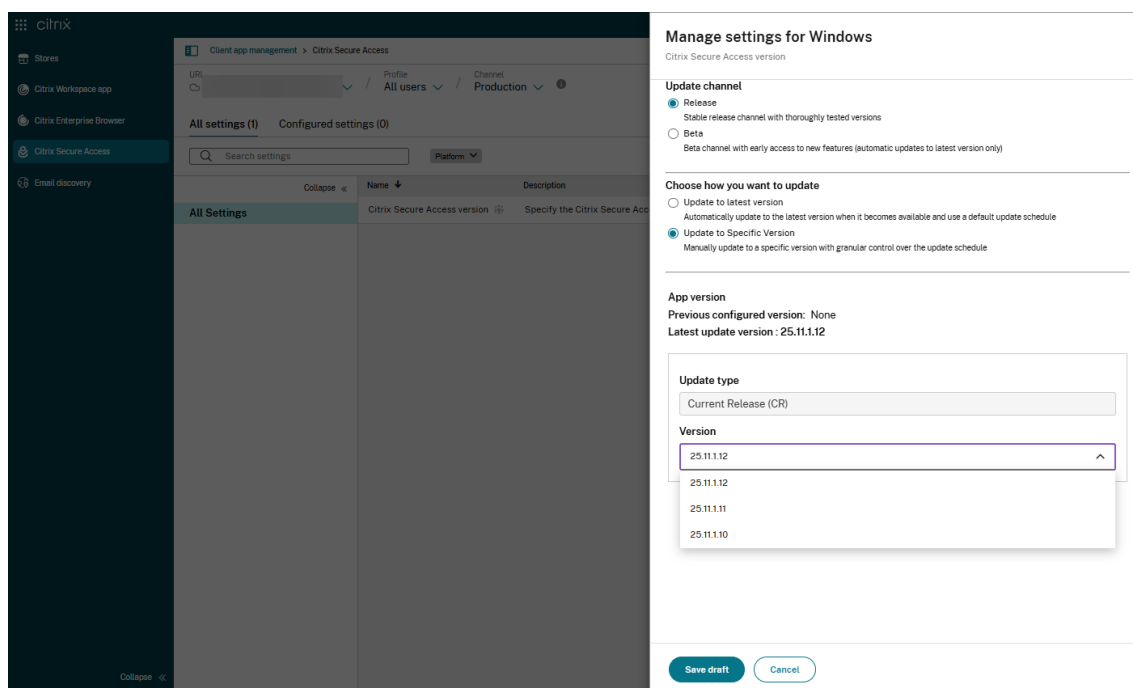 citrix
Stores
Citrix Workspace app
Citrix Enterprise Browser
Citrix Secure Access
Email discovery
Collapse «
Client app management > Citrix Secure Access
URL
/ Profile
All users
/ Channel
Production
All settings (1)
Configured settings (0)
Search settings
Platform
Collapse «
All Settings
Name
Description
Citrix Secure Access version
Specify the Citrix Secure Acc
Manage settings for Windows
Citrix Secure Access version
Update channel
Release
Stable release channel with thoroughly tested versions
Beta
Beta channel with early access to new features (automatic updates to latest version only)
Choose how you want to update
Update to latest version
Automatically update to the latest version when it becomes available and use a default update schedule
Update to Specific Version
Manually update to a specific version with granular control over the update schedule
App version
Previous configured version: None
Latest update version : 25.11.1.12
Update type
Current Release (CR)
Version
25.11.1.12
25.11.1.12
25.11.1.11
25.11.1.10
Save draft
Cancel